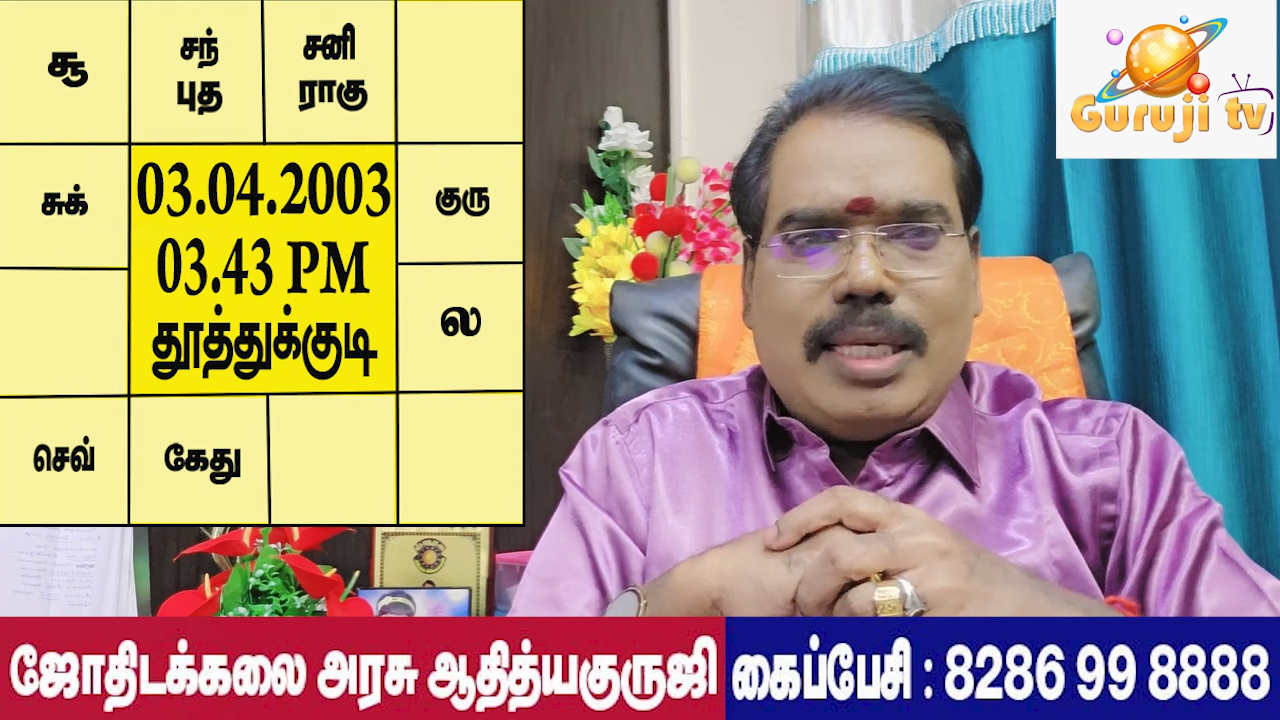 சூ
சந்
புத
சனி
ராகு
சுக்
03.04.2003
03.43 PM
தூத்துக்குடி
குரு
ல
செவ்
கேது
Guruji tv
ஜோதிடக்கலை அரசு ஆதித்யகுருஜி
கைப்பேசி : 8286 99 8888